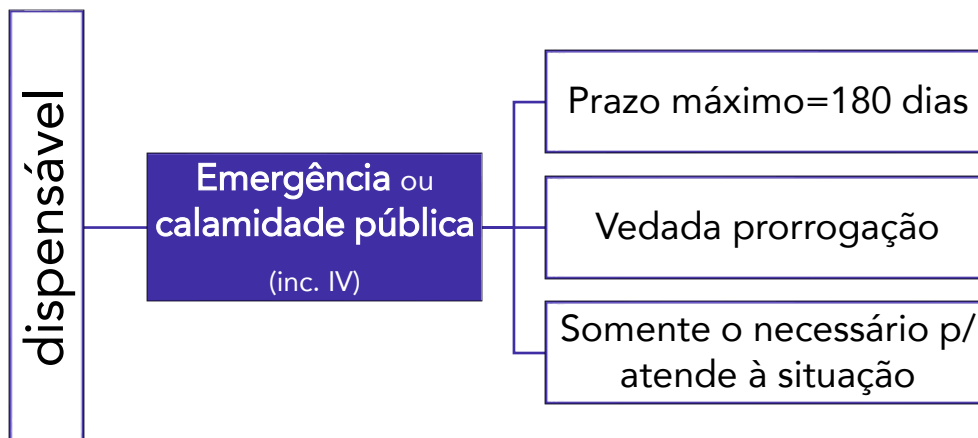 dispensável
Emergência ou
calamidade pública
(inc. IV)
Prazo máximo=180 dias
Vedada prorrogação
Somente o necessário p/
atende à situação